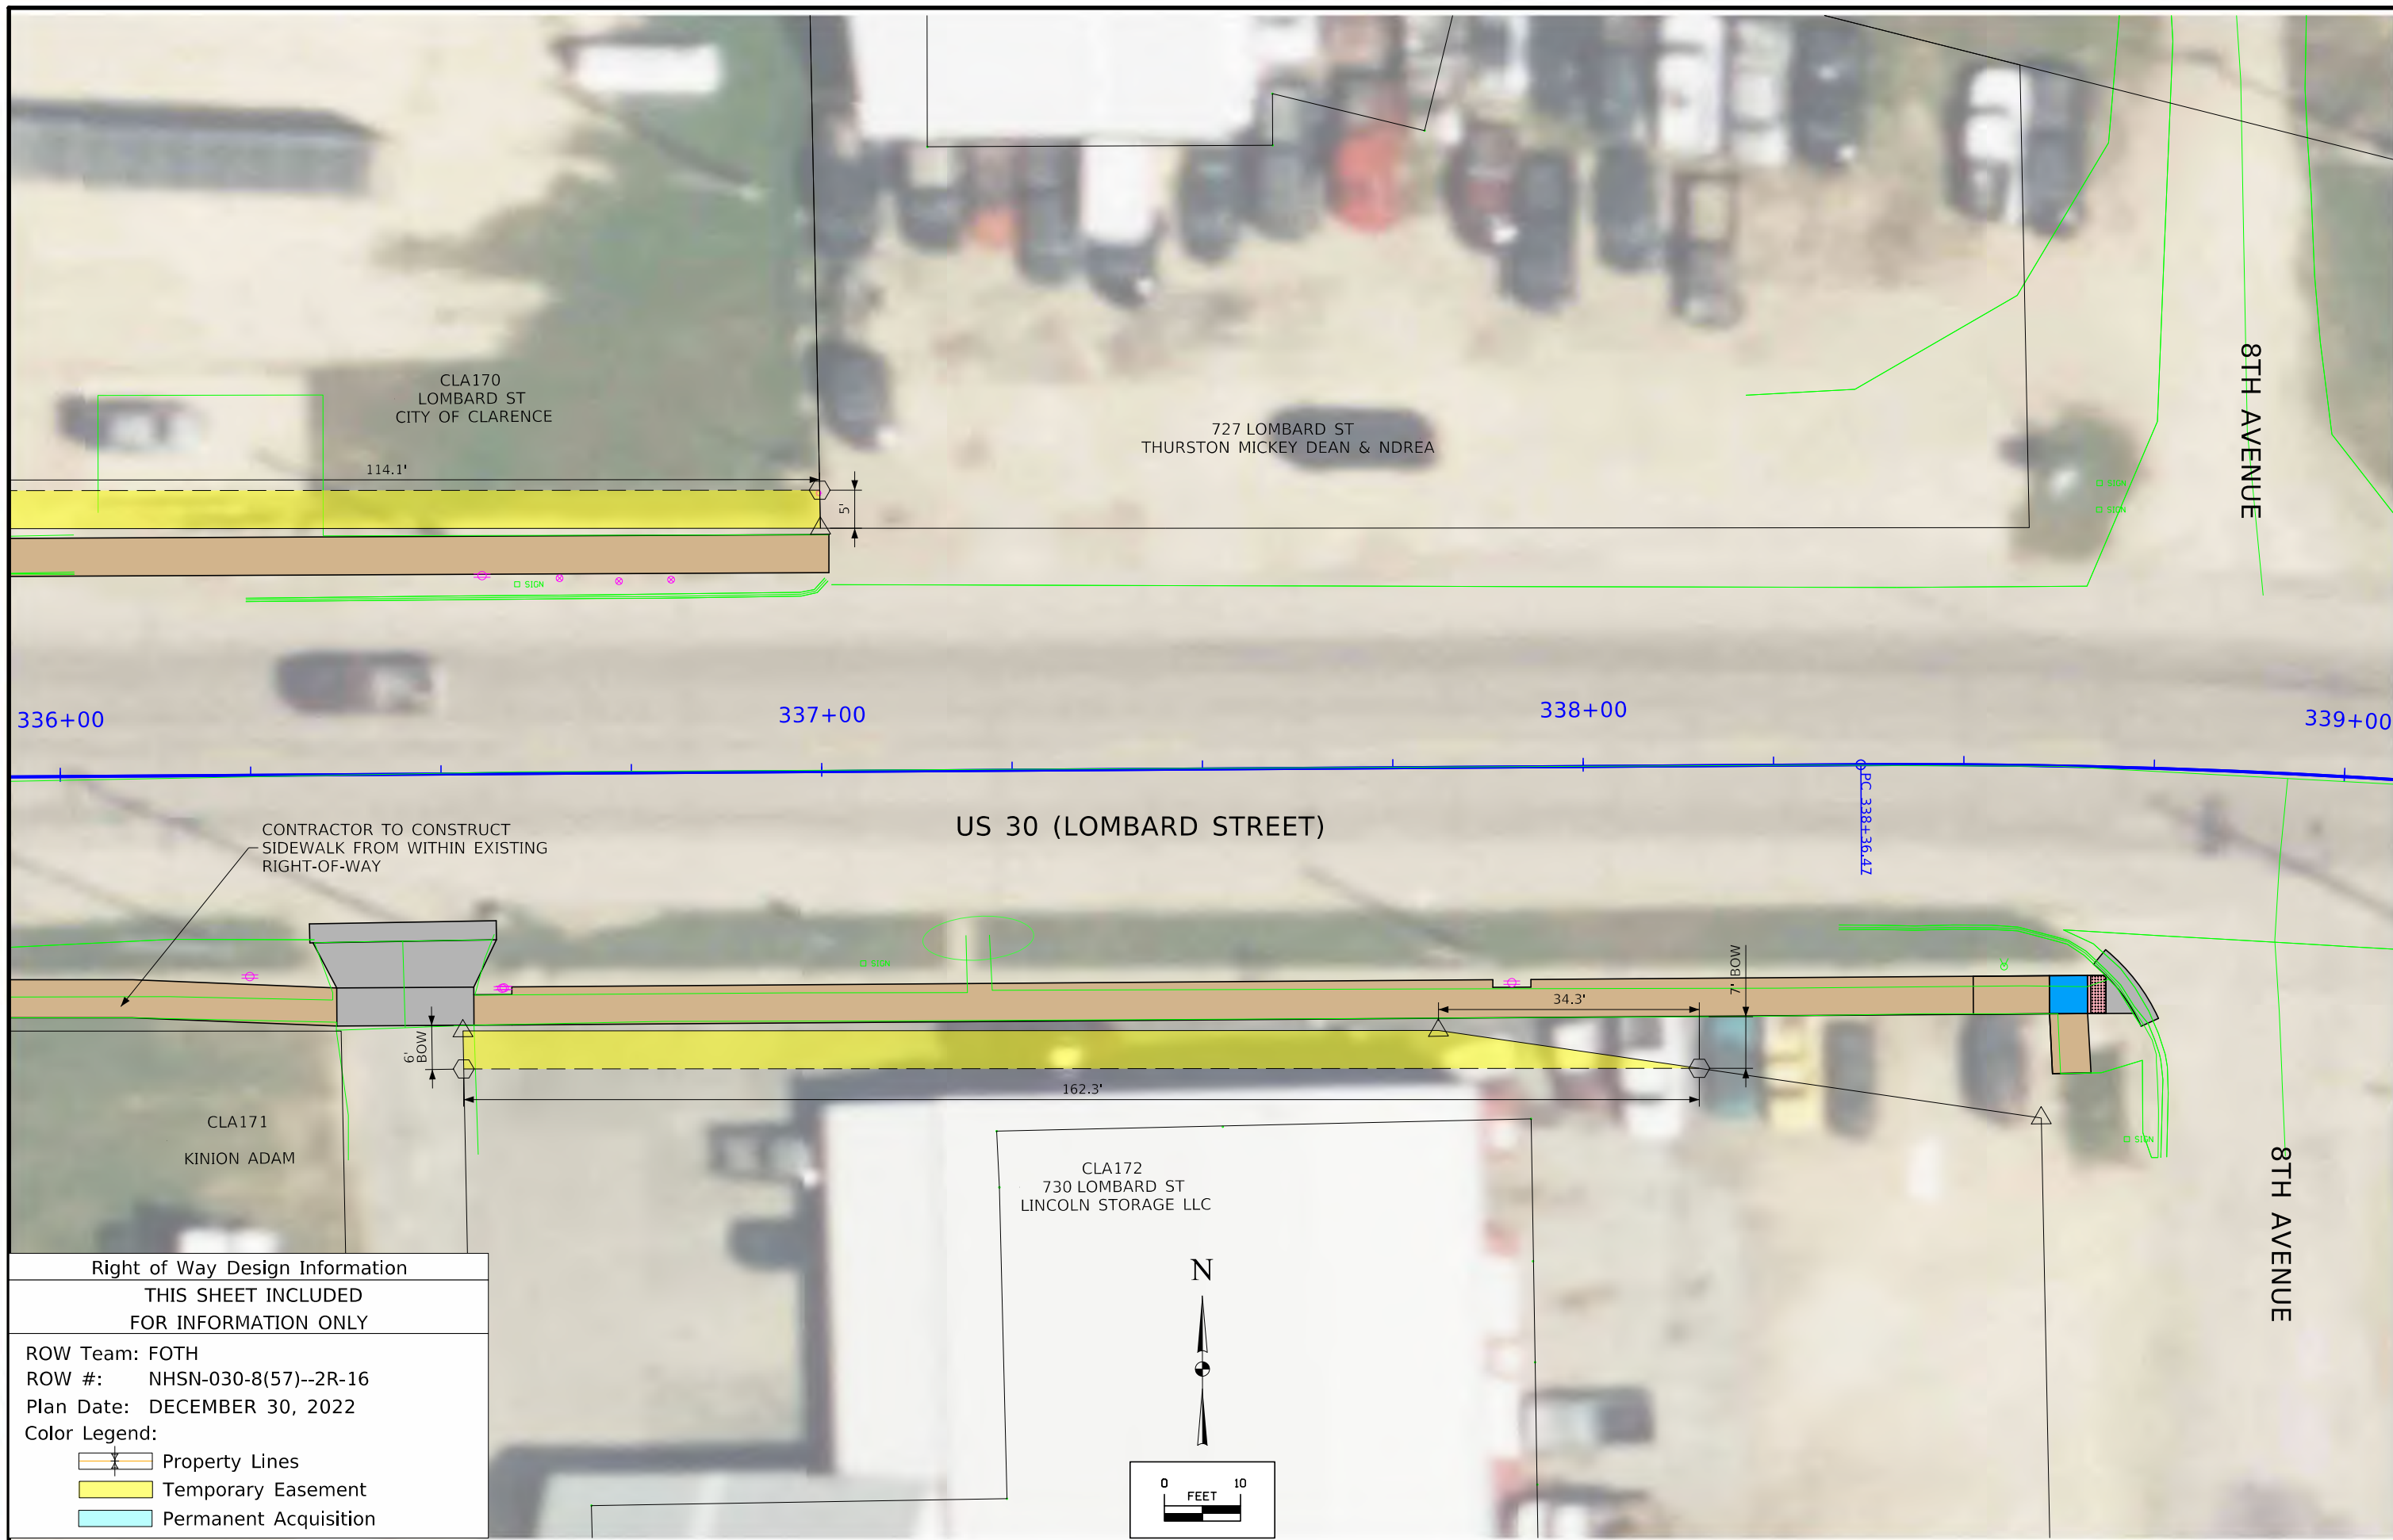 CLA170
LOMBARD ST
CITY OF CLARENCE
114.1'
5'
727 LOMBARD ST
THURSTON MICKEY DEAN & NDREA
8TH AVENUE
SIGN
SIGN
SIGN
336+00
337+00
338+00
339+00
PC 338+36.47
US 30 (LOMBARD STREET)
CONTRACTOR TO CONSTRUCT
SIDEWALK FROM WITHIN EXISTING
RIGHT-OF-WAY
SIGN
7' BOW
34.3'
6'
BOW
162.3'
CLA171
KINION ADAM
CLA172
730 LOMBARD ST
LINCOLN STORAGE LLC
SIGN
8TH AVENUE
N
0 10
FEET
Right of Way Design Information
THIS SHEET INCLUDED
FOR INFORMATION ONLY
ROW Team: FOTH
ROW #: NHSN-030-8(57)--2R-16
Plan Date: DECEMBER 30, 2022
Color Legend:
Property Lines
Temporary Easement
Permanent Acquisition